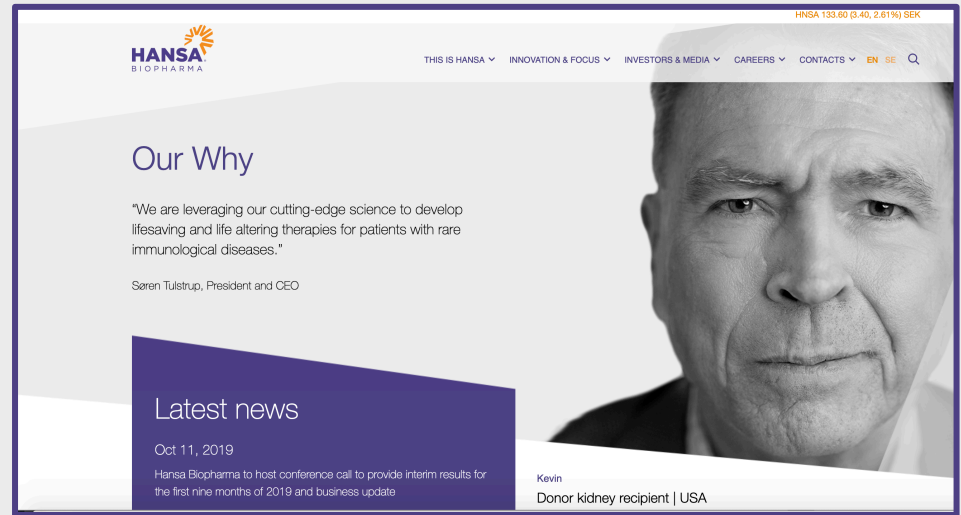 HNSA 133.60 (3.40, 2.61%) SEK
HANSA
BIOPHARMA
THIS IS HANSA INNOVATION & FOCUS INVESTORS & MEDIA CAREERS CONTACTS EN SE
Our Why
“We are leveraging our cutting-edge science to develop
lifesaving and life altering therapies for patients with rare
immunological diseases.”
Søren Tulstrup, President and CEO
Latest news
Oct 11, 2019
Hansa Biopharma to host conference call to provide interim results for
the first nine months of 2019 and business update
Kevin
Donor kidney recipient | USA